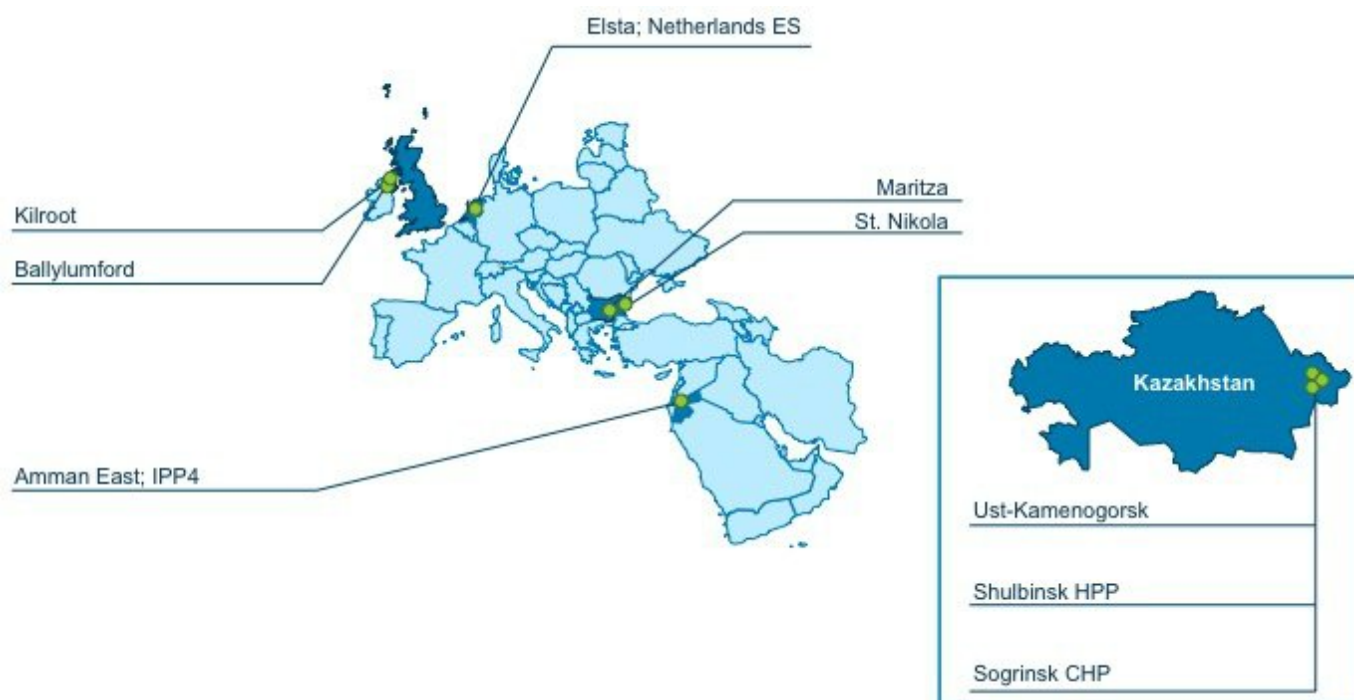 Elsta; Netherlands ES
Maritza
St. Nikola
Kilroot
Ballylumford
Amman East; IPP4
Kazakhstan
Ust-Kamenogorsk
Shulbinsk HPP
Sogrinsk CHP